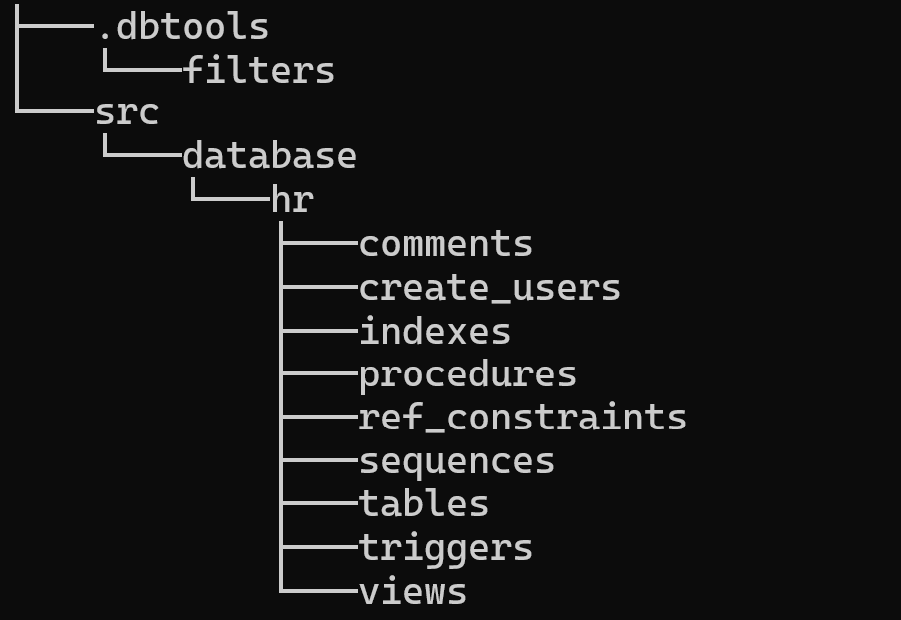 .dbtools
filters
src
database
hr
comments
create_users
indexes
procedures
ref_constraints
sequences
tables
triggers
views